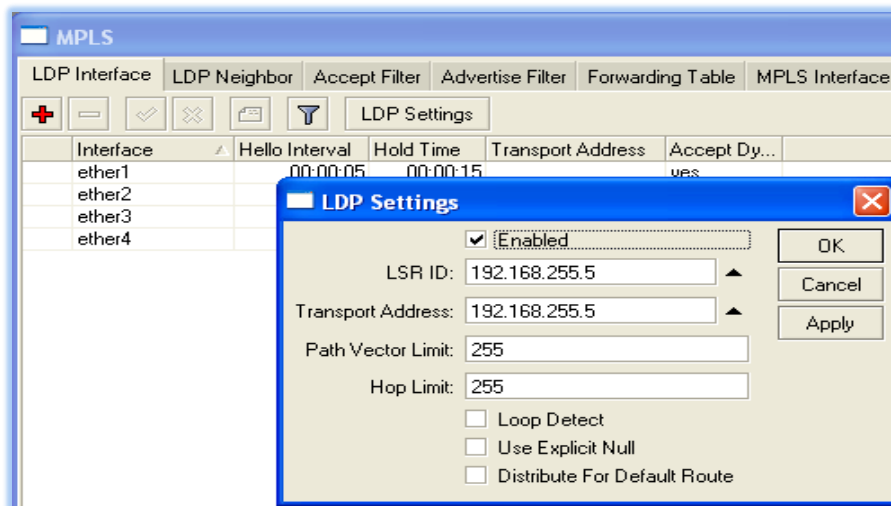 MPLS
LDP Interface LDP Neighbor Accept Filter Advertise Filter Forwarding Table MPLS Interface
LDP Settings
Interface Hello Interval Hold Time Transport Address Accept Dy...
ether1 00:00:05 00:00:15 yes
ether2
ether3
ether4
LDP Settings
Enabled
OK
LSR ID: 192.168.255.5
Cancel
Transport Address: 192.168.255.5
Apply
Path Vector Limit: 255
Hop Limit: 255
Loop Detect
Use Explicit Null
Distribute For Default Route